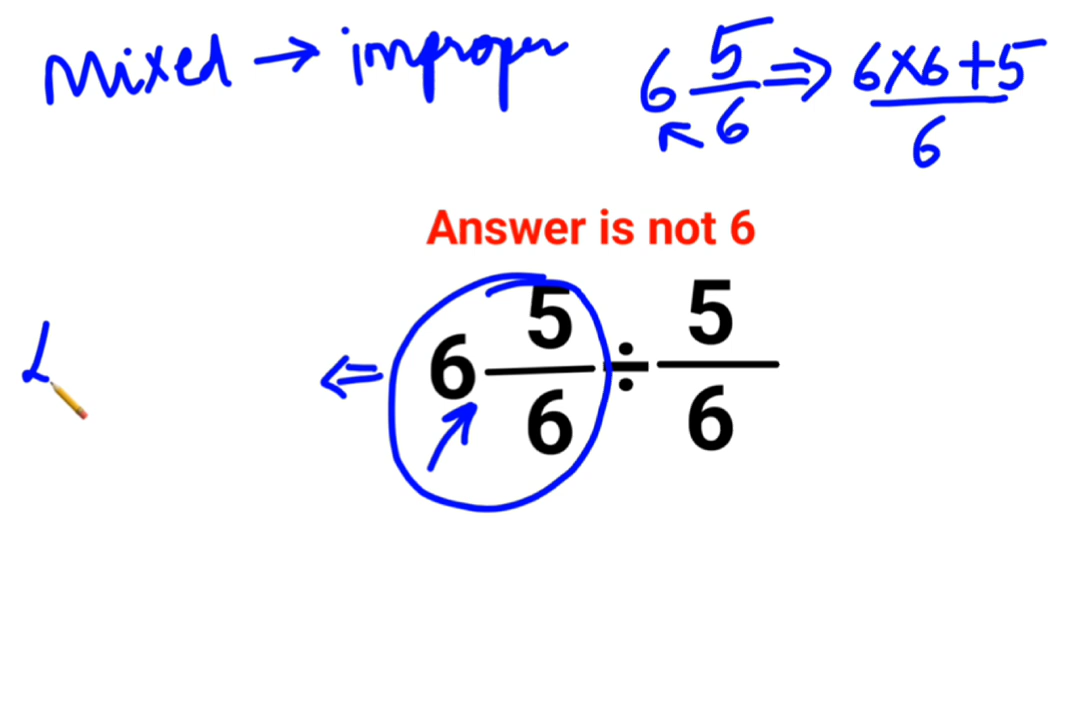 mixed → improper 6 5/6 ⇒ 6×6+5/6
Answer is not 6
⇐ 6 5/6 ÷ 5/6